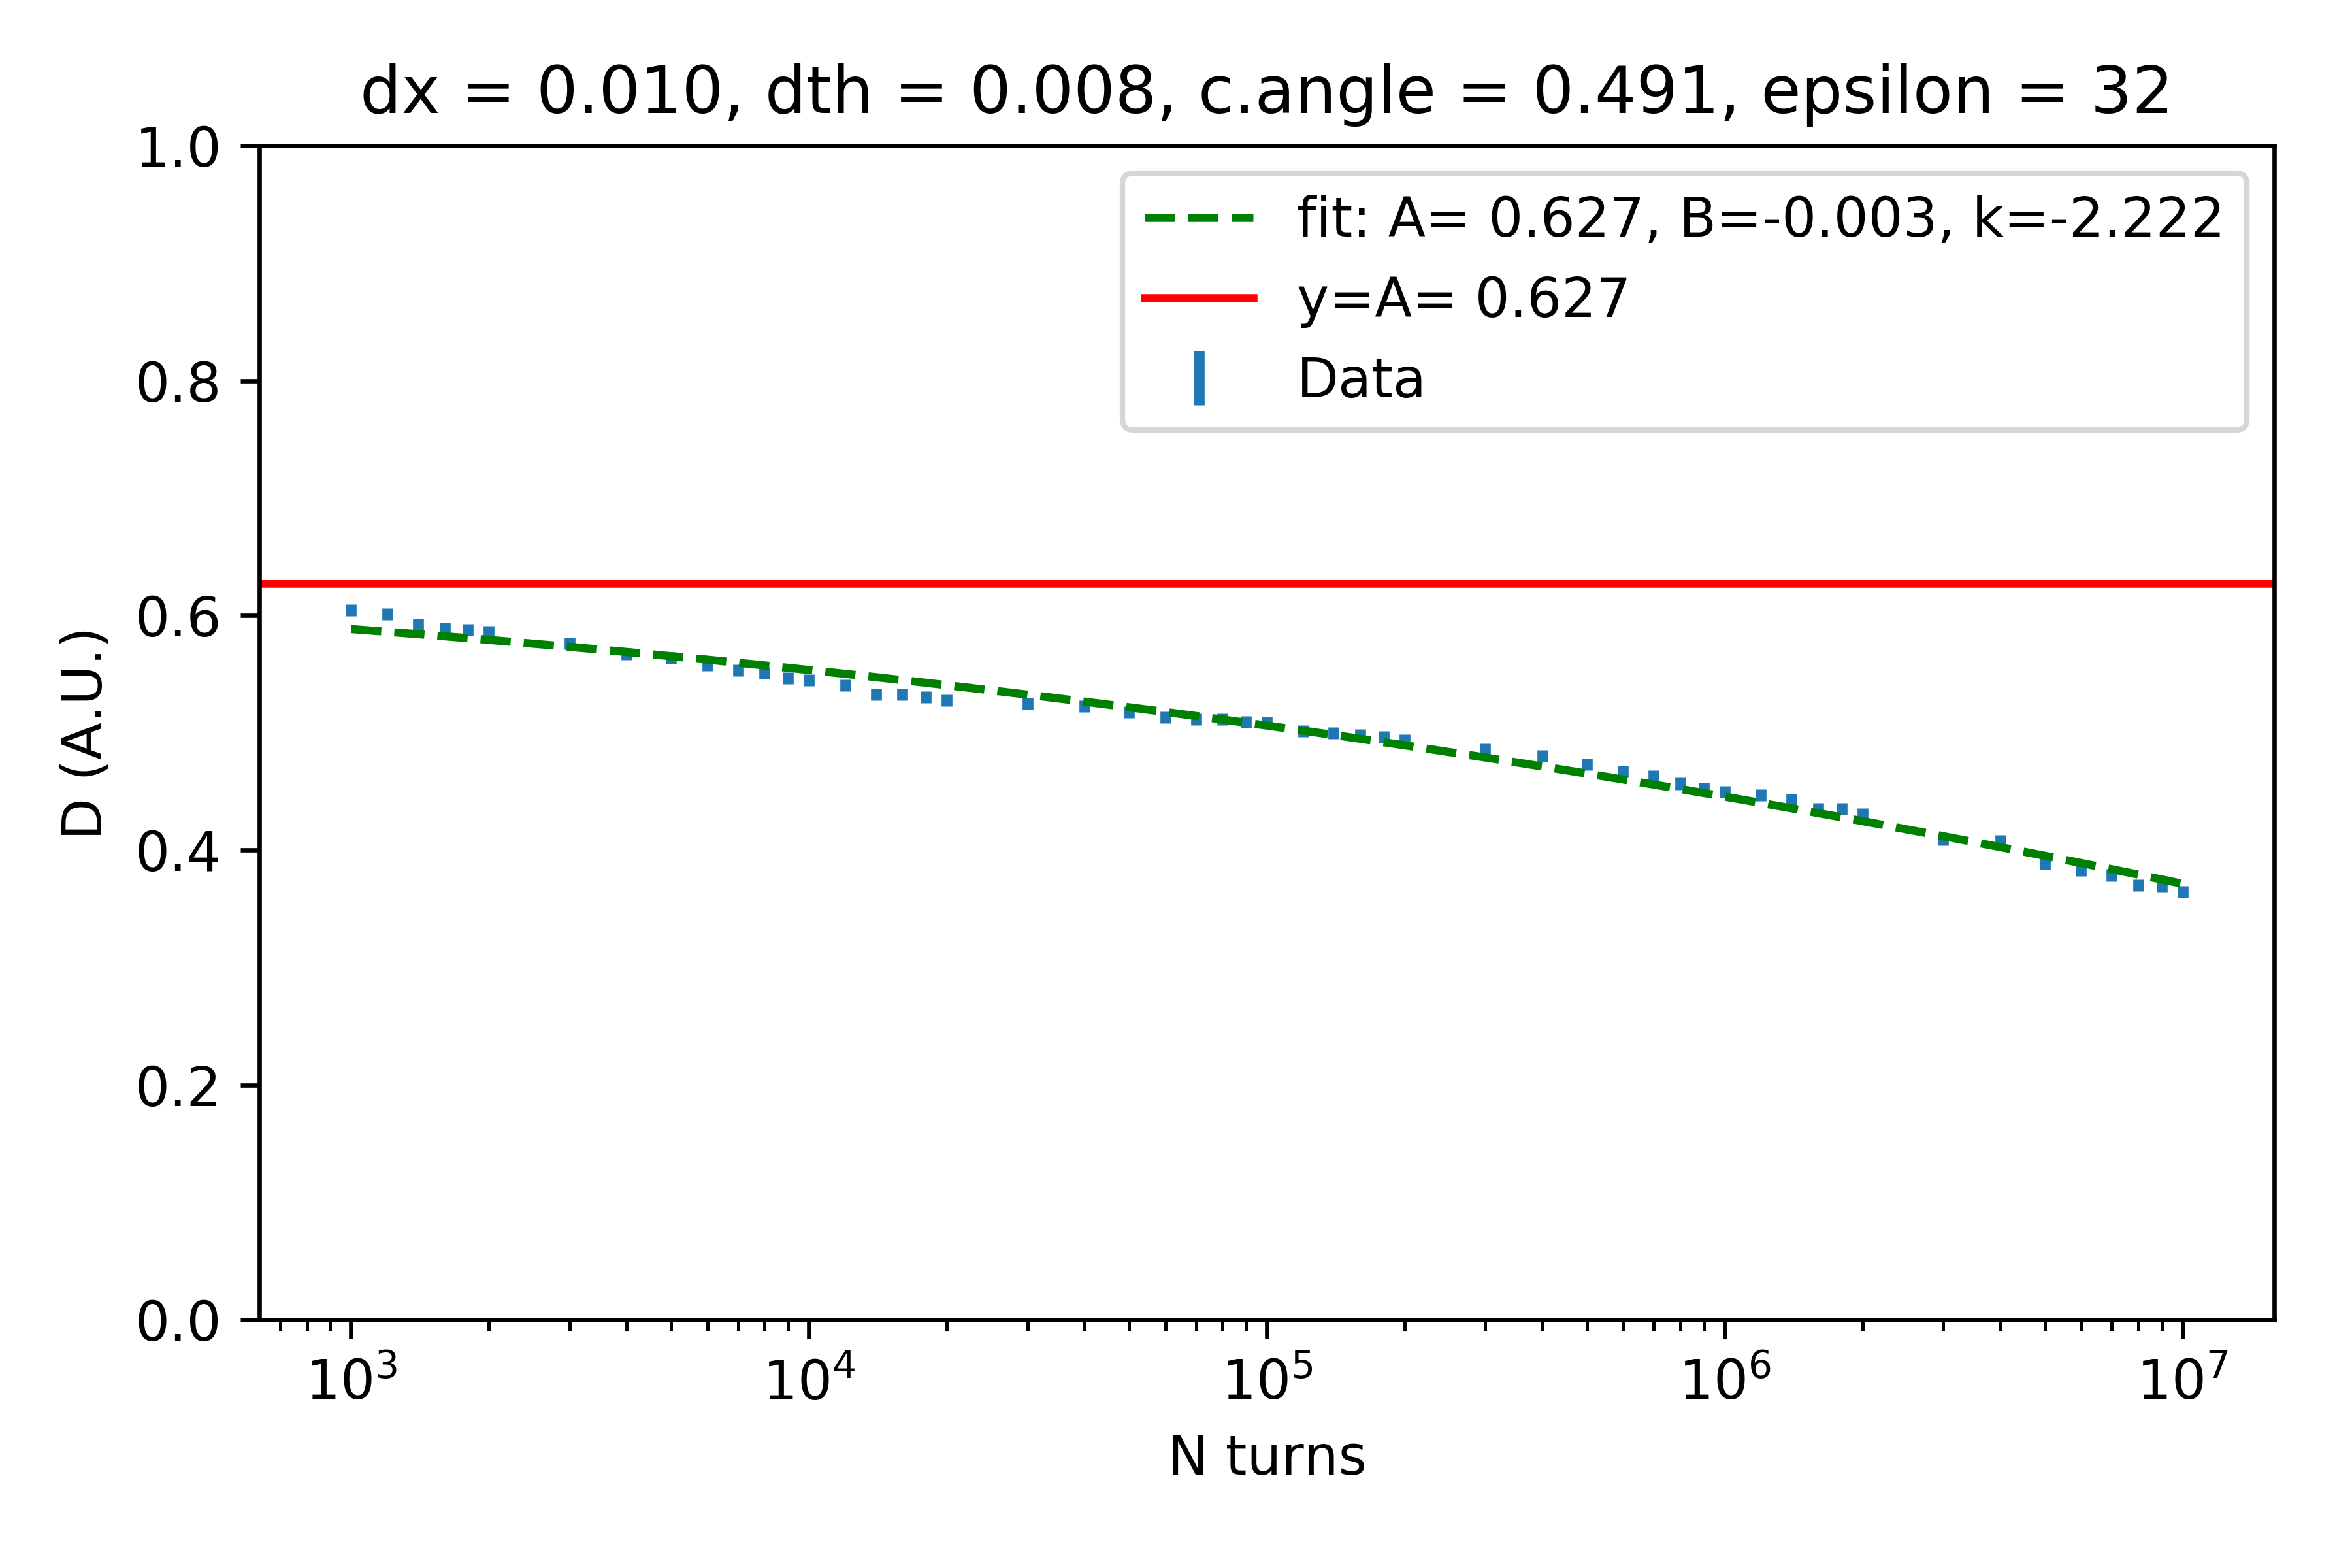 dx = 0.010, dth = 0.008, c.angle = 0.491, epsilon = 32
1.0
0.8
0.6
0.4
0.2
0.0
D (A.U.)
fit: A= 0.627, B=-0.003, k=-2.222
y=A= 0.627
Data
10³ 10⁴ 10⁵ 10⁶ 10⁷
N turns